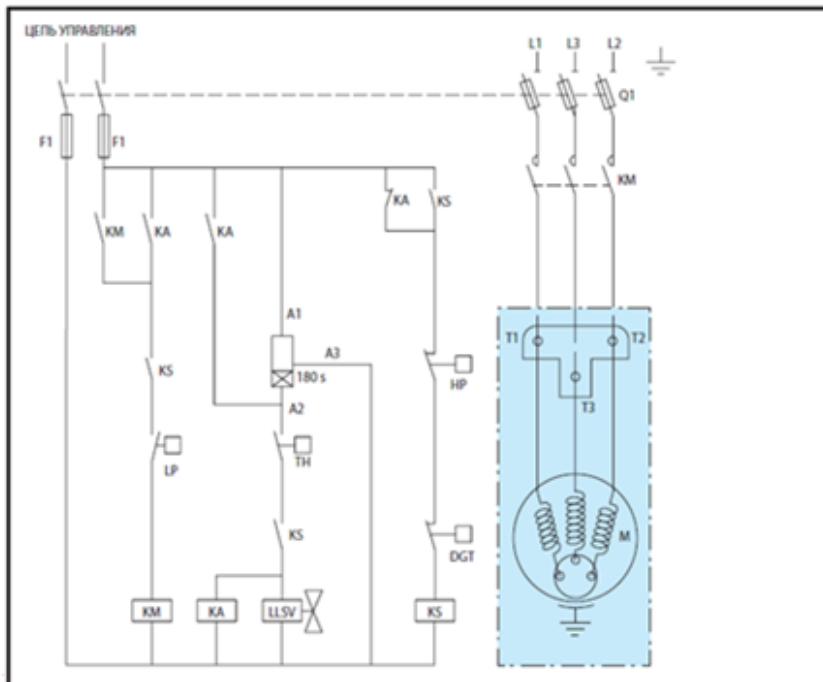 ЦЕПЬ УПРАВЛЕНИЯ
L1 L3 L2
F1 F1 Q1
KA KS KM
KM KA KA
A1
A3
180 s
A2
KS
HP
LP
TH
KS
DGT
KM KA LLSV KS
T1 T2
T3
M